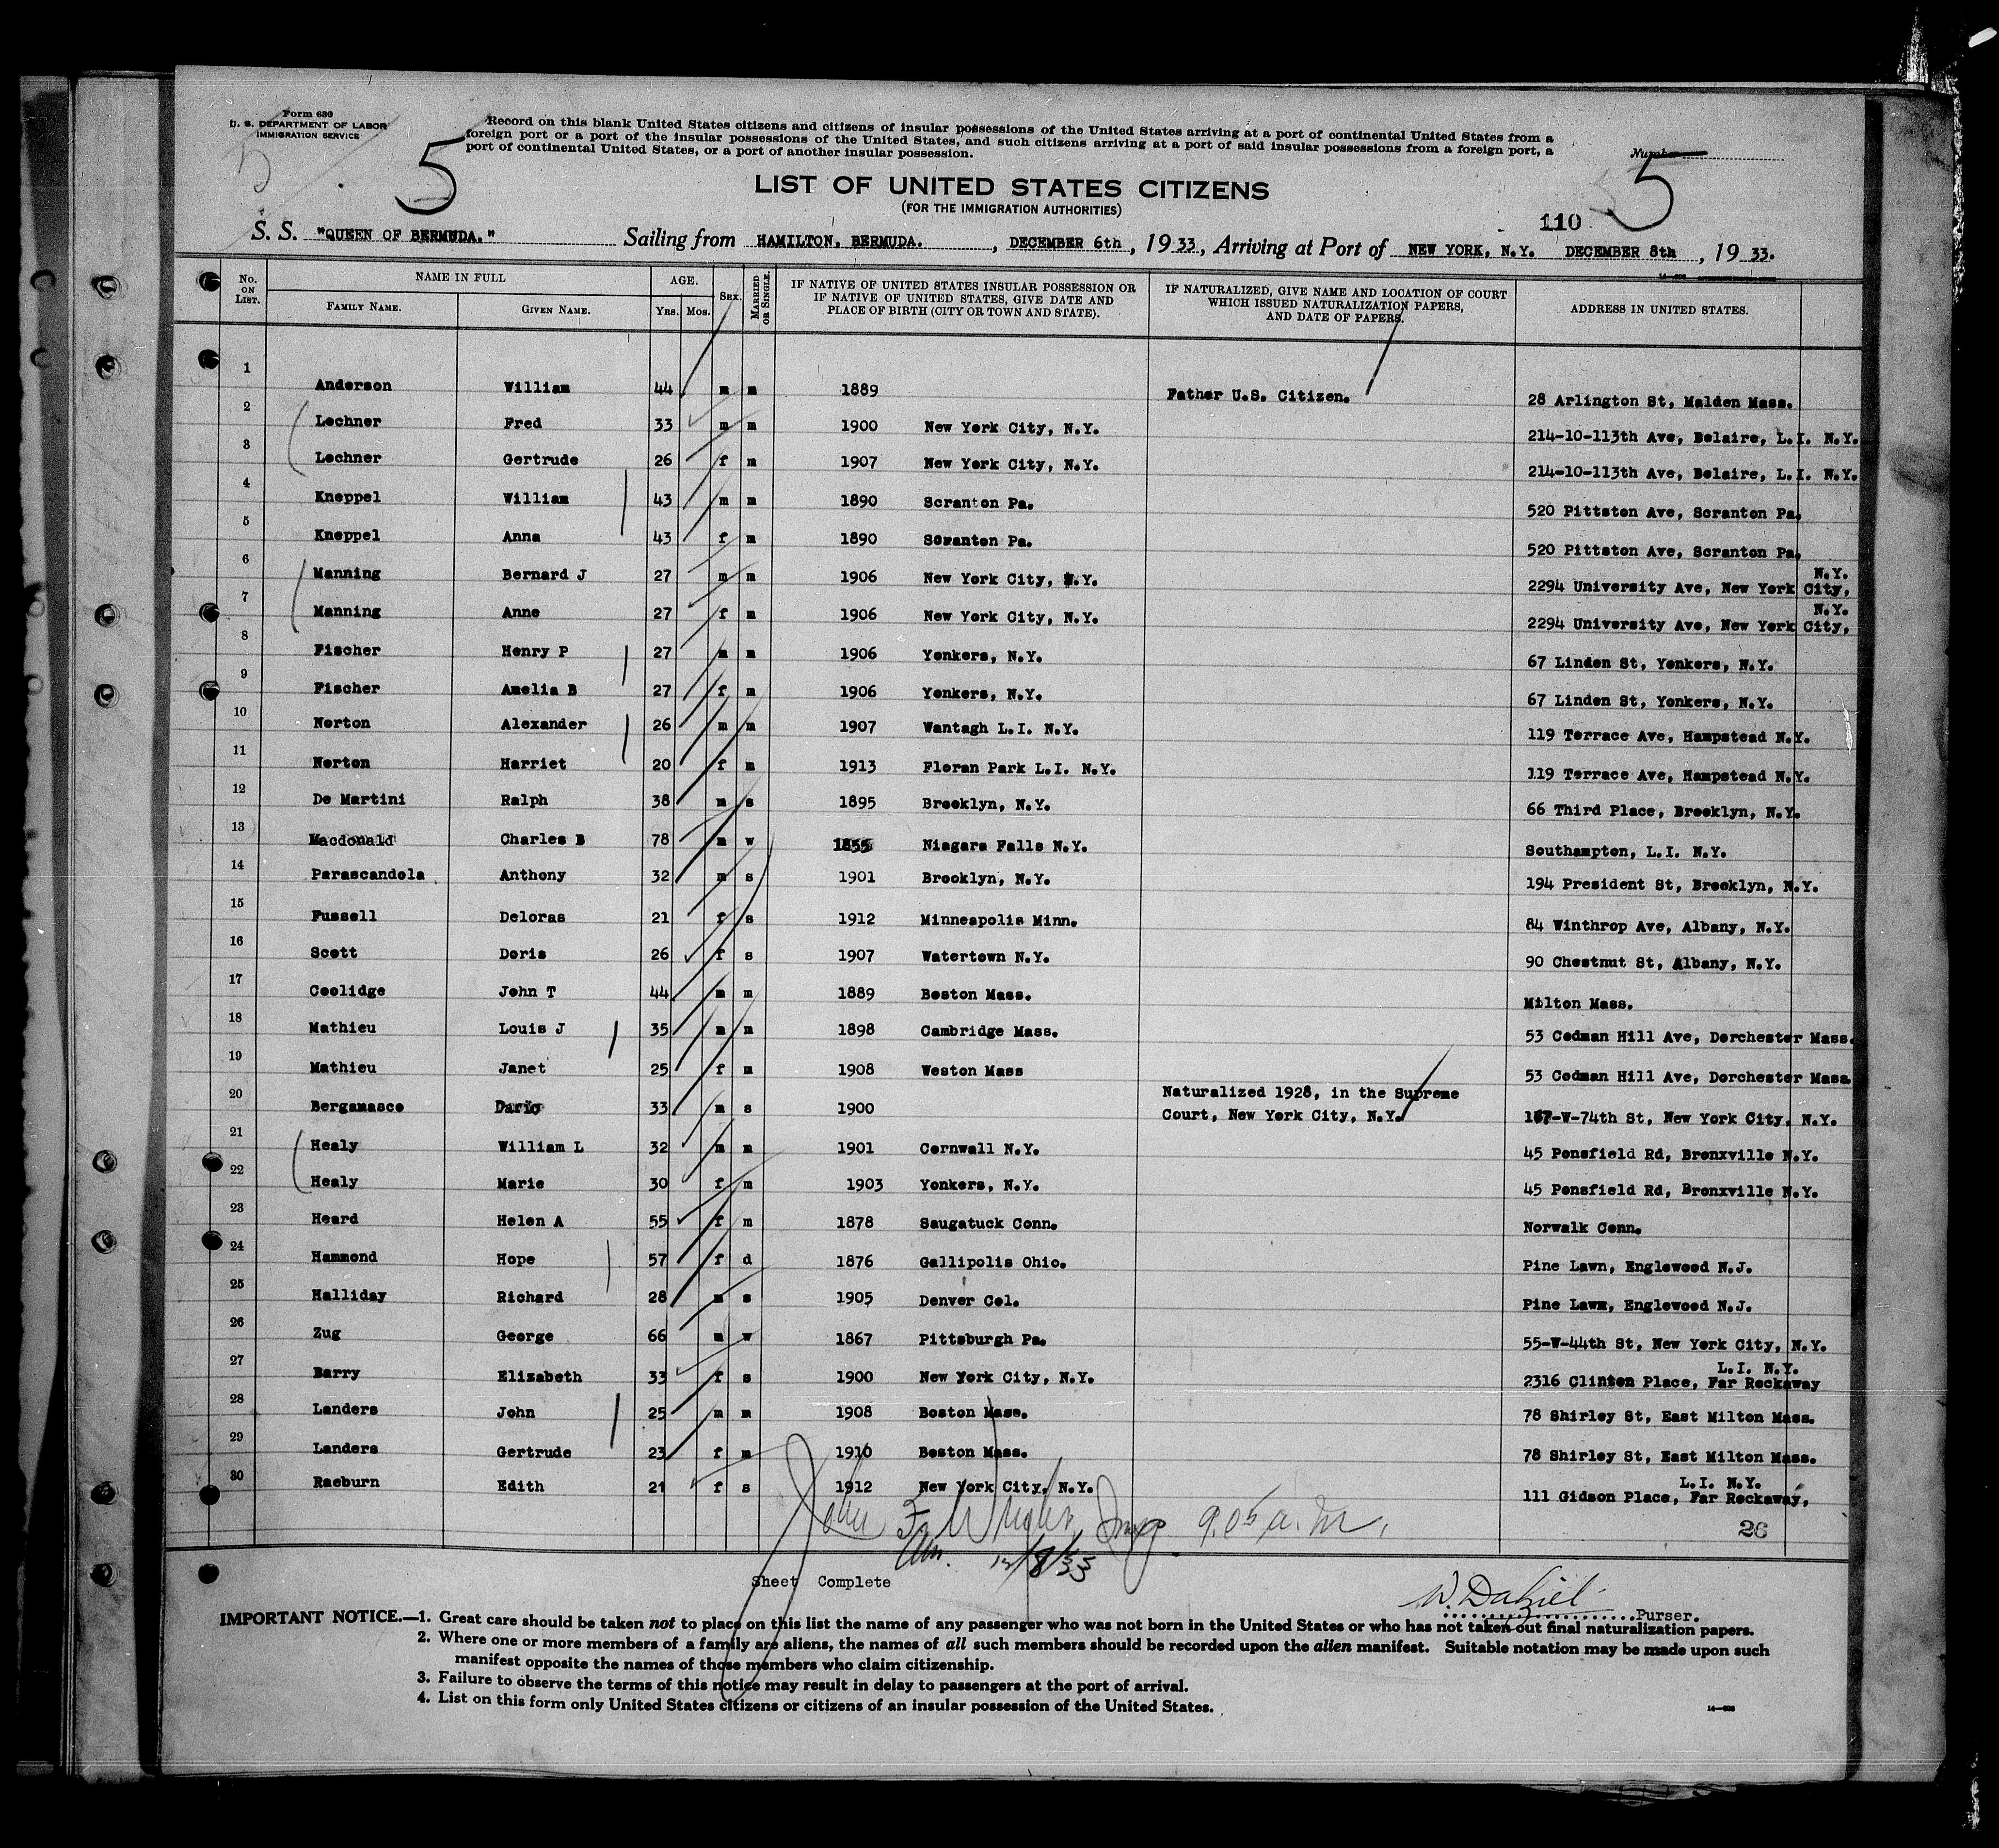 Form 630
U. S. DEPARTMENT OF LABOR
IMMIGRATION SERVICE
5
Record on this blank United States citizens and citizens of insular possessions of the United States arriving at a port of continental United States from a
foreign port or a port of the insular possessions of the United States, and such citizens arriving at a port of said insular possessions from a foreign port, a
port of continental United States, or a port of another insular possession.
Number 5
LIST OF UNITED STATES CITIZENS
(FOR THE IMMIGRATION AUTHORITIES)
110
S. S. "QUEEN OF BERMUDA." Sailing from HAMILTON, BERMUDA. , DECEMBER 6th , 19 33 , Arriving at Port of NEW YORK, N.Y. DECEMBER 8th , 19 33.
No. ON LIST. NAME IN FULL FAMILY NAME. GIVEN NAME. AGE. Yrs. Mos. SEX. MARRIED OR SINGLE. IF NATIVE OF UNITED STATES INSULAR POSSESSION OR IF NATIVE OF UNITED STATES, GIVE DATE AND PLACE OF BIRTH (CITY OR TOWN AND STATE). IF NATURALIZED, GIVE NAME AND LOCATION OF COURT WHICH ISSUED NATURALIZATION PAPERS, AND DATE OF PAPERS. ADDRESS IN UNITED STATES.
1 Anderson William 44 m m 1889 Father U.S. Citizen. 28 Arlington St, Malden Mass.
2 Lechner Fred 33 m m 1900 New York City, N.Y. 214-10-113th Ave, Belaire, L.I. N.Y.
3 Lechner Gertrude 26 f m 1907 New York City, N.Y. 214-10-113th Ave, Belaire, L.I. N.Y.
4 Kneppel William 43 m m 1890 Scranton Pa. 520 Pittston Ave, Scranton Pa.
5 Kneppel Anna 43 f m 1890 Scranton Pa. 520 Pittston Ave, Scranton Pa.
6 Manning Bernard J 27 m m 1906 New York City, N.Y. 2294 University Ave, New York City, N.Y.
7 Manning Anne 27 f m 1906 New York City, N.Y. 2294 University Ave, New York City, N.Y.
8 Fischer Henry P 27 m m 1906 Yonkers, N.Y. 67 Linden St, Yonkers, N.Y.
9 Fischer Amelia B 27 f m 1906 Yonkers, N.Y. 67 Linden St, Yonkers, N.Y.
10 Norton Alexander 26 m m 1907 Wantagh L.I. N.Y. 119 Terrace Ave, Hampstead N.Y.
11 Norton Harriet 20 f m 1913 Floran Park L.I. N.Y. 119 Terrace Ave, Hampstead N.Y.
12 De Martini Ralph 38 m s 1895 Brooklyn, N.Y. 66 Third Place, Brooklyn, N.Y.
13 Macdonald Charles B 78 m w 1855 Niagara Falls N.Y. Southampton, L.I. N.Y.
14 Parascandola Anthony 32 m s 1901 Brooklyn, N.Y. 194 President St, Brooklyn, N.Y.
15 Fussell Deloras 21 f s 1912 Minneapolis Minn. 84 Winthrop Ave, Albany, N.Y.
16 Scott Doris 26 f s 1907 Watertown N.Y. 90 Chestnut St, Albany, N.Y.
17 Coolidge John T 44 m m 1889 Boston Mass. Milton Mass.
18 Mathieu Louis J 35 m m 1898 Cambridge Mass. 53 Codman Hill Ave, Dorchester Mass.
19 Mathieu Janet 25 f m 1908 Weston Mass 53 Codman Hill Ave, Dorchester Mass
20 Bergamasco Dario 33 m s 1900 Naturalized 1928, in the Supreme Court, New York City, N.Y. 167-W-74th St, New York City, N.Y.
21 Healy William L 32 m m 1901 Cornwall N.Y. 45 Pensfield Rd, Bronxville N.Y.
22 Healy Marie 30 f m 1903 Yonkers, N.Y. 45 Pensfield Rd, Bronxville N.Y.
23 Heard Helen A 55 f m 1878 Saugatuck Conn. Norwalk Conn.
24 Hammond Hope 57 f d 1876 Gallipolis Ohio. Pine Lawn, Englewood N.J.
25 Halliday Richard 28 m s 1905 Denver Col. Pine Lawn, Englewood N.J.
26 Zug George 66 m w 1867 Pittsburgh Pa. 55-W-44th St, New York City, N.Y.
27 Barry Elizabeth 33 f s 1900 New York City, N.Y. 2316 Clinton Place, Far Rockaway L.I. N.Y.
28 Landers John 25 m m 1908 Boston Mass. 78 Shirley St, East Milton Mass.
29 Landers Gertrude 23 f m 1910 Boston Mass. 78 Shirley St, East Milton Mass.
30 Raeburn Edith 21 f s 1912 New York City, N.Y. 111 Gidson Place, Far Rockaway, L.I. N.Y.
John F. Wright Insp. 9.05 a.m.
12/8/33
26
Sheet Complete
W. Dalziel
Purser.
IMPORTANT NOTICE.—1. Great care should be taken not to place on this list the name of any passenger who was not born in the United States or who has not taken out final naturalization papers.
2. Where one or more members of a family are aliens, the names of all such members should be recorded upon the alien manifest. Suitable notation may be made upon such
manifest opposite the names of those members who claim citizenship.
3. Failure to observe the terms of this notice may result in delay to passengers at the port of arrival.
4. List on this form only United States citizens or citizens of an insular possession of the United States.